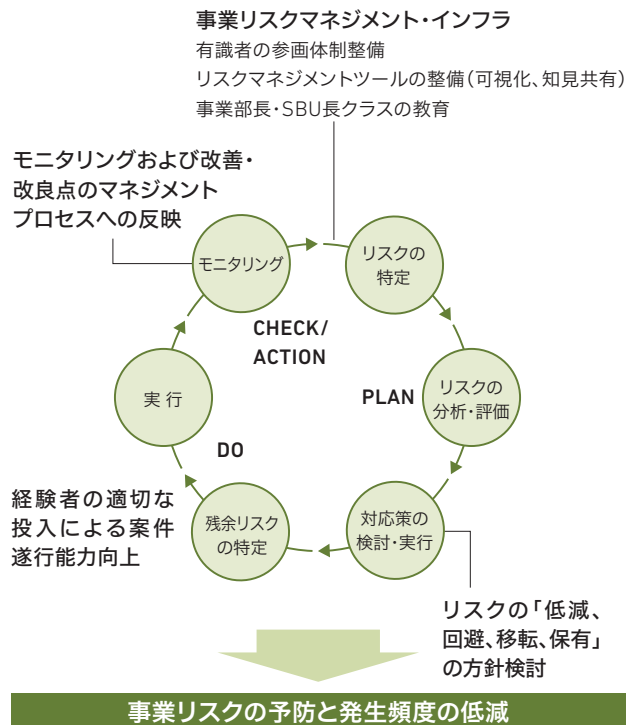 事業リスクマネジメント・インフラ
有識者の参画体制整備
リスクマネジメントツールの整備（可視化、知見共有）
事業部長・SBU長クラスの教育
モニタリングおよび改善・
改良点のマネジメント
プロセスへの反映
モニタリング
リスクの
特定
CHECK/
ACTION
実 行
PLAN
リスクの
分析・評価
DO
経験者の適切な
投入による案件
遂行能力向上
残余リスク
の特定
対応策の
検討・実行
リスクの「低減、
回避、移転、保有」
の方針検討
事業リスクの予防と発生頻度の低減